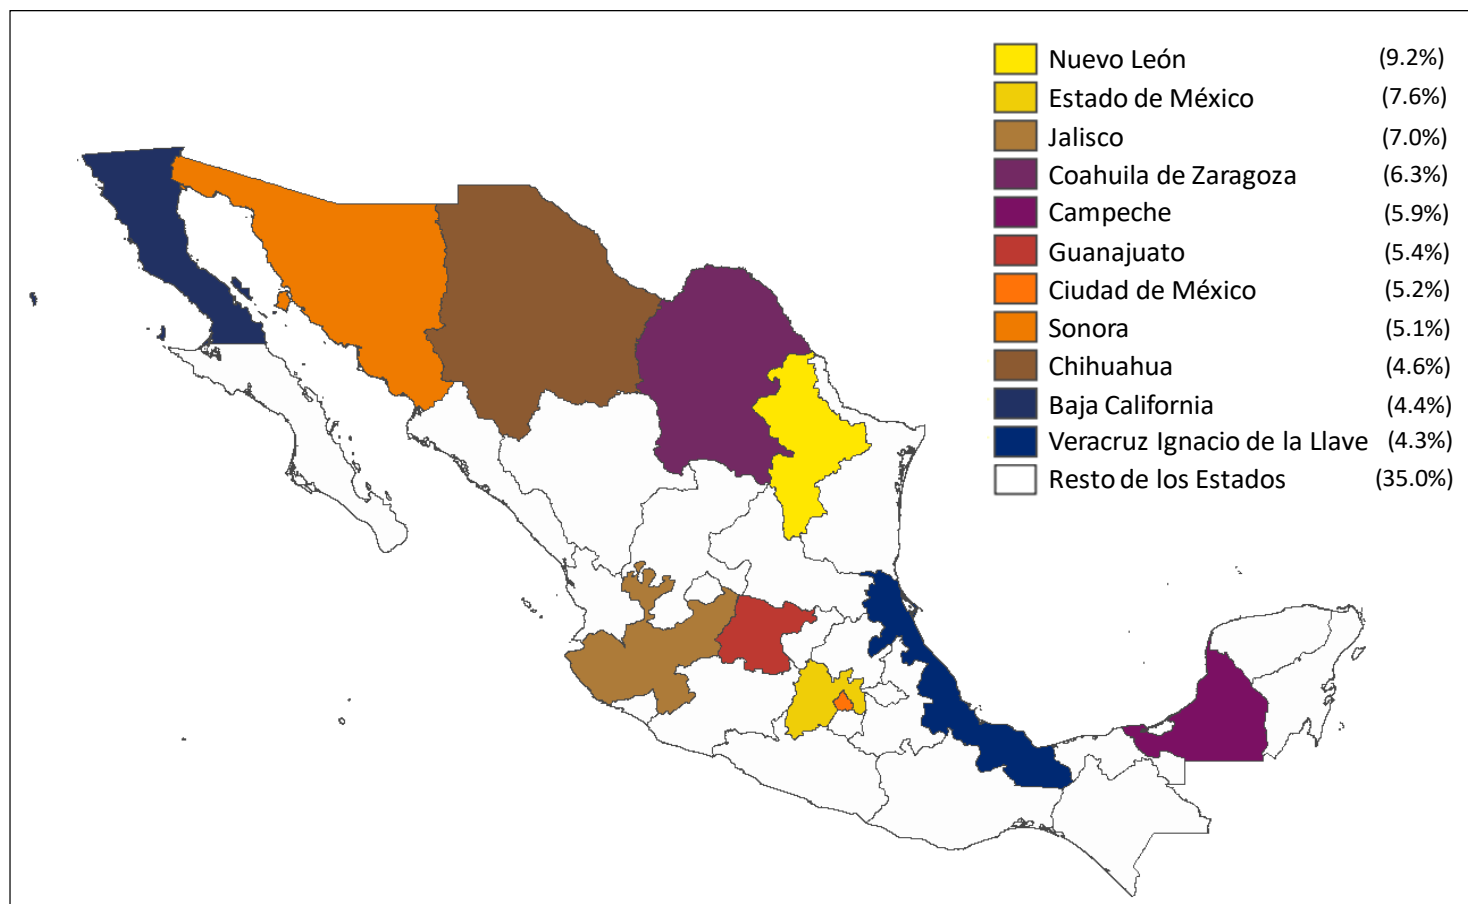 Nuevo León (9.2%)
Estado de México (7.6%)
Jalisco (7.0%)
Coahuila de Zaragoza (6.3%)
Campeche (5.9%)
Guanajuato (5.4%)
Ciudad de México (5.2%)
Sonora (5.1%)
Chihuahua (4.6%)
Baja California (4.4%)
Veracruz Ignacio de la Llave (4.3%)
Resto de los Estados (35.0%)